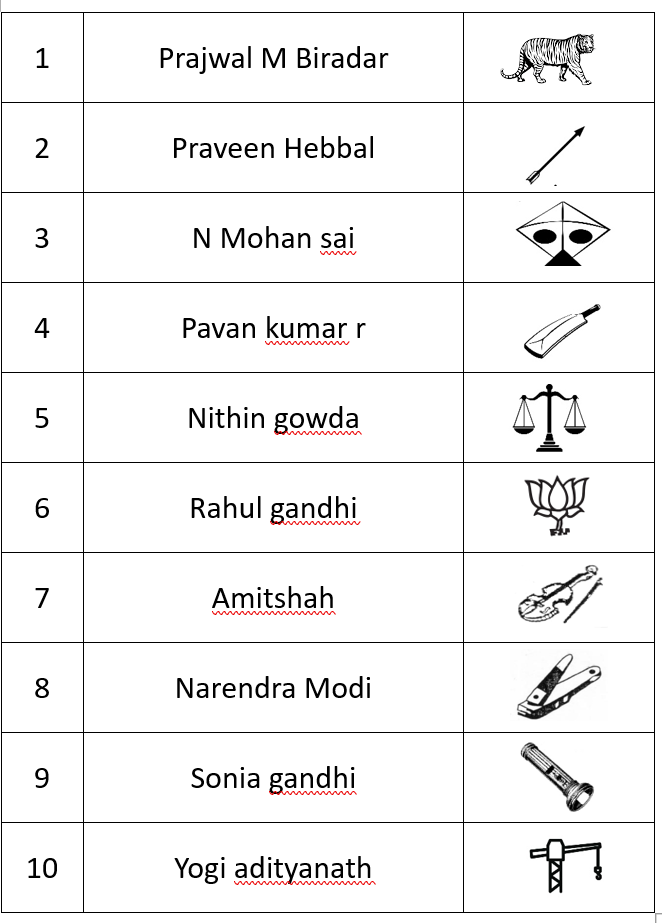 1 Prajwal M Biradar
2 Praveen Hebbal
3 N Mohan sai
4 Pavan kumar r
5 Nithin gowda
6 Rahul gandhi
7 Amitshah
8 Narendra Modi
9 Sonia gandhi
10 Yogi adityanath